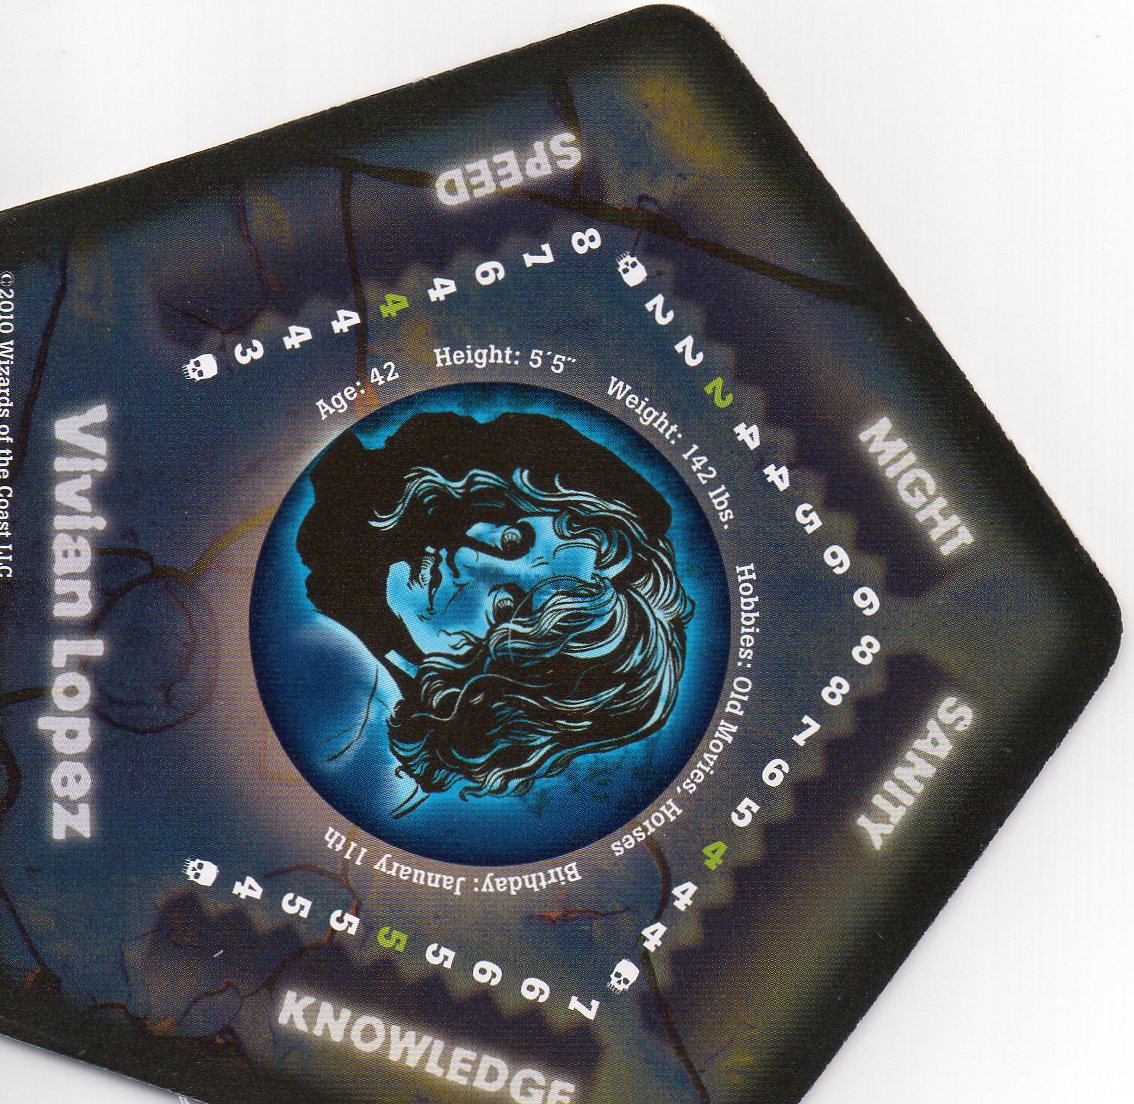 SPEED
3 4 4 4 4 6 7 8
MIGHT
2 2 2 4 4 5 6 6
SANITY
8 8 7 6 5 4 4 4
KNOWLEDGE
4 5 5 5 5 6 6 7
Age: 42
Height: 5'5"
Weight: 142 lbs.
Hobbies: Old Movies, Horses
Birthday: January 11th
Vivian Lopez
©2010 Wizards of the Coast LLC